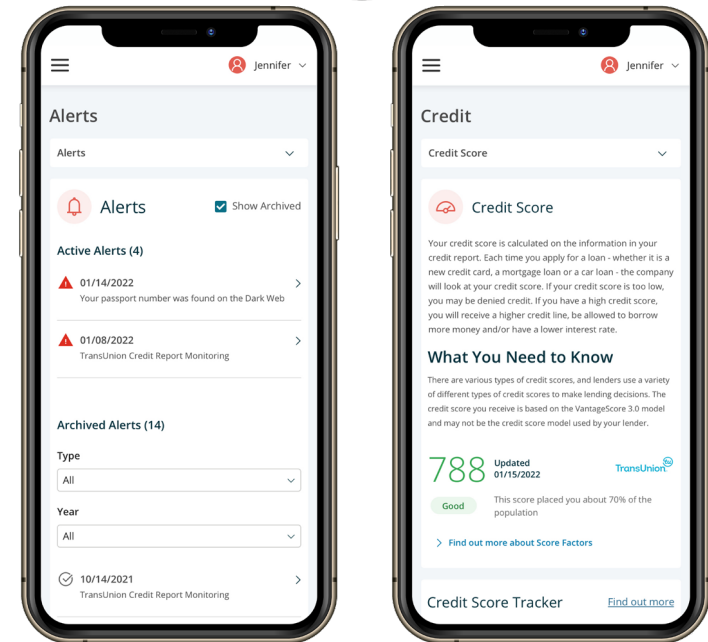 Jennifer
Alerts
Alerts
Alerts
Show Archived
Active Alerts (4)
01/14/2022
Your passport number was found on the Dark Web
01/08/2022
TransUnion Credit Report Monitoring
Archived Alerts (14)
Type
All
Year
All
10/14/2021
TransUnion Credit Report Monitoring
Jennifer
Credit
Credit Score
Credit Score
Your credit score is calculated on the information in your
credit report. Each time you apply for a loan - whether it is a
new credit card, a mortgage loan or a car loan - the company
will look at your credit score. If your credit score is too low,
you may be denied credit. If you have a high credit score,
you will receive a higher credit line, be allowed to borrow
more money and/or have a lower interest rate.
What You Need to Know
There are various types of credit scores, and lenders use a variety
of different types of credit scores to make lending decisions. The
credit score you receive is based on the VantageScore 3.0 model
and may not be the credit score model used by your lender.
788
Updated
01/15/2022
TransUnion
tu
Good
This score placed you about 70% of the
population
Find out more about Score Factors
Credit Score Tracker
Find out more